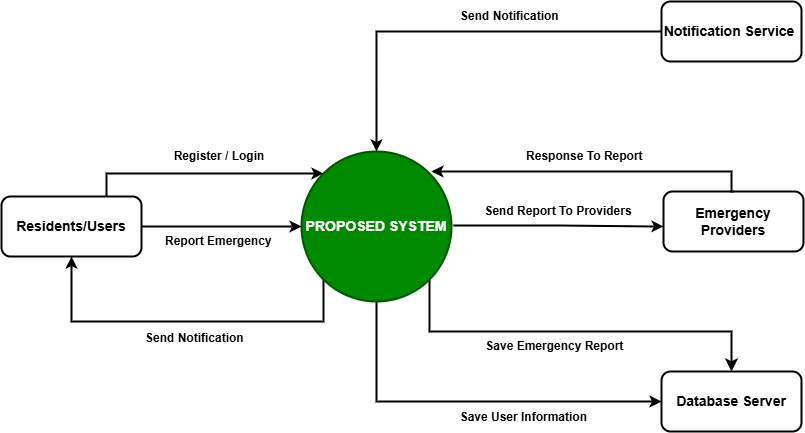 Send Notification
Notification Service
Register / Login
Response To Report
Residents/Users
Report Emergency
PROPOSED SYSTEM
Send Report To Providers
Emergency
Providers
Send Notification
Save Emergency Report
Database Server
Save User Information